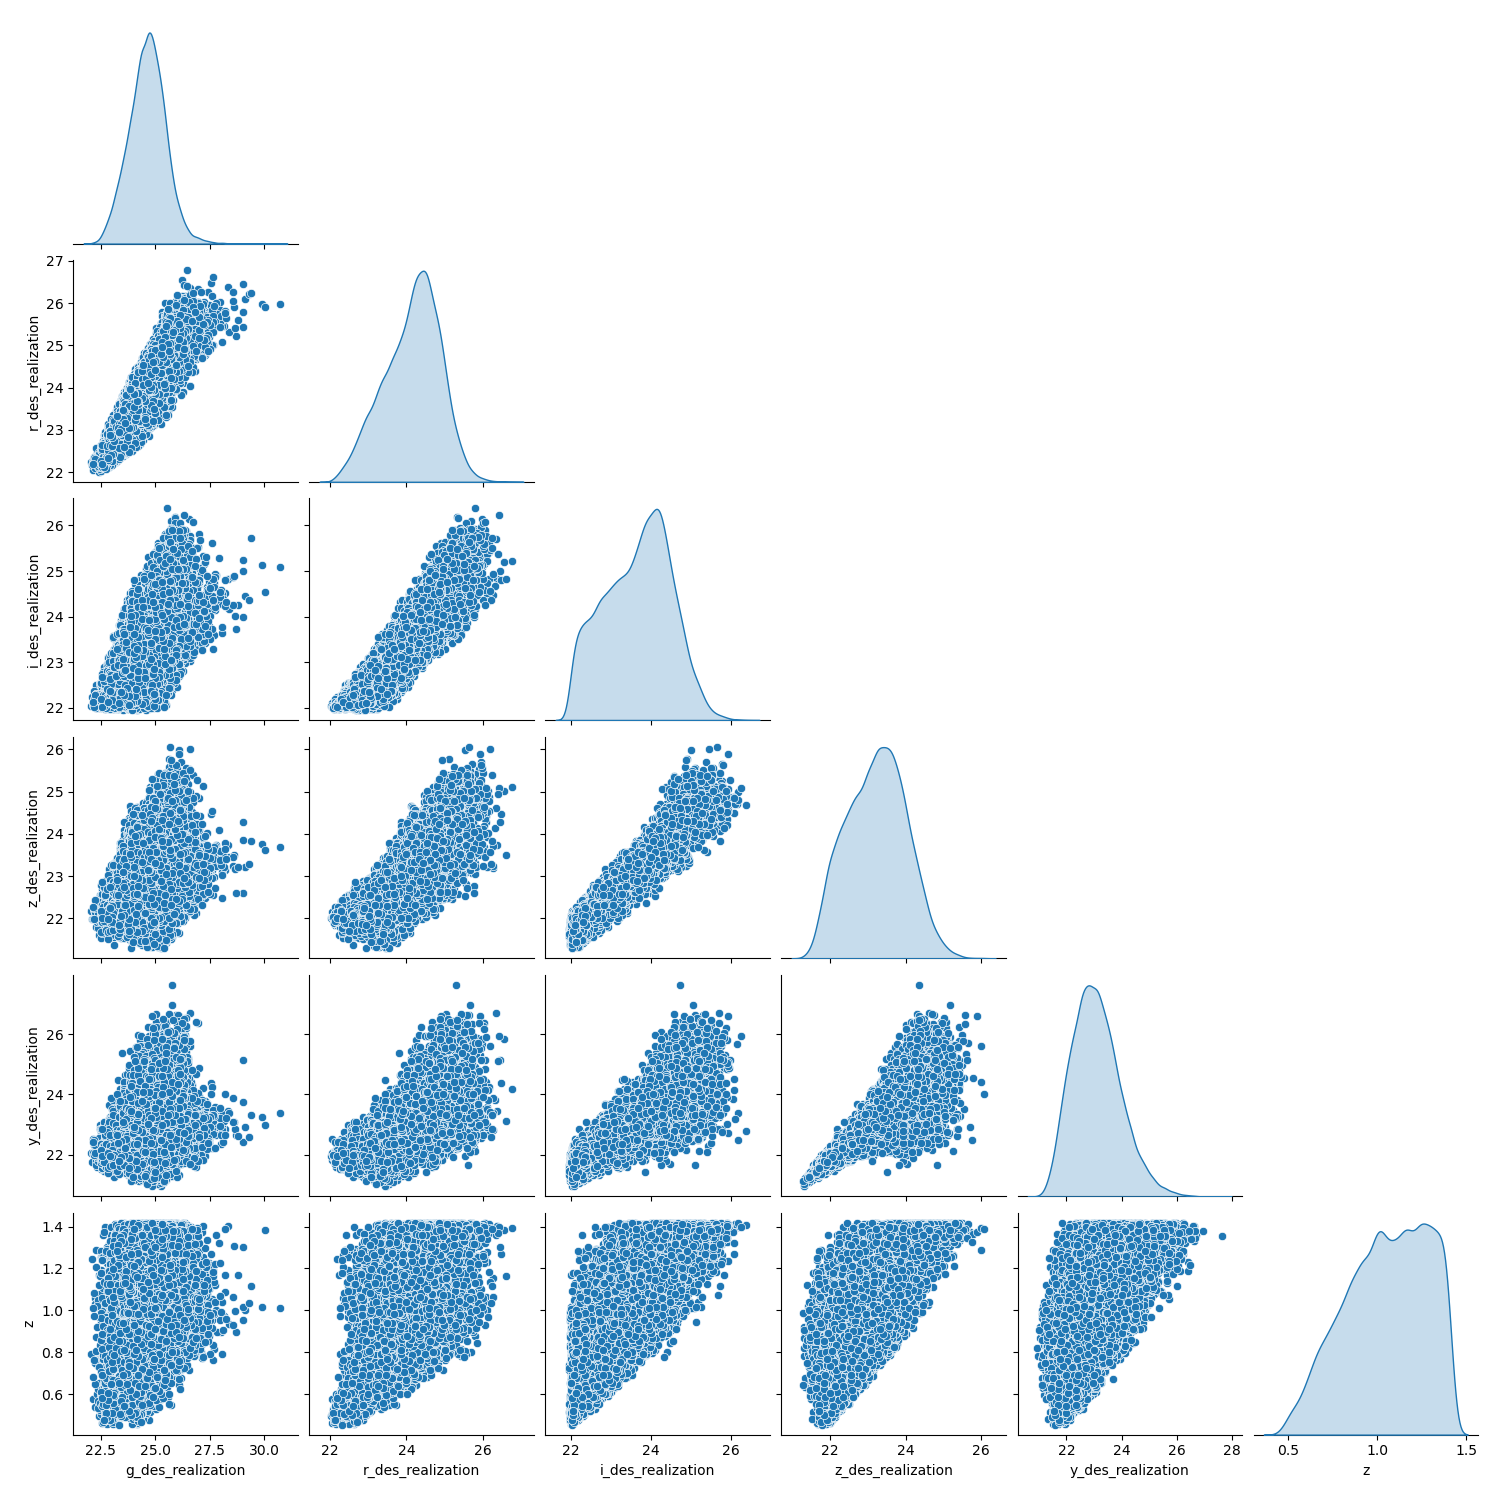 27
26
25
24
23
22
r_des_realization
26
25
24
23
22
i_des_realization
26
25
24
23
22
z_des_realization
26
24
22
y_des_realization
1.4
1.2
1.0
0.8
0.6
z
22.5 25.0 27.5 30.0
22 24 26
22 24 26
22 24 26
22 24 26 28
0.5 1.0 1.5
g_des_realization
r_des_realization
i_des_realization
z_des_realization
y_des_realization
z